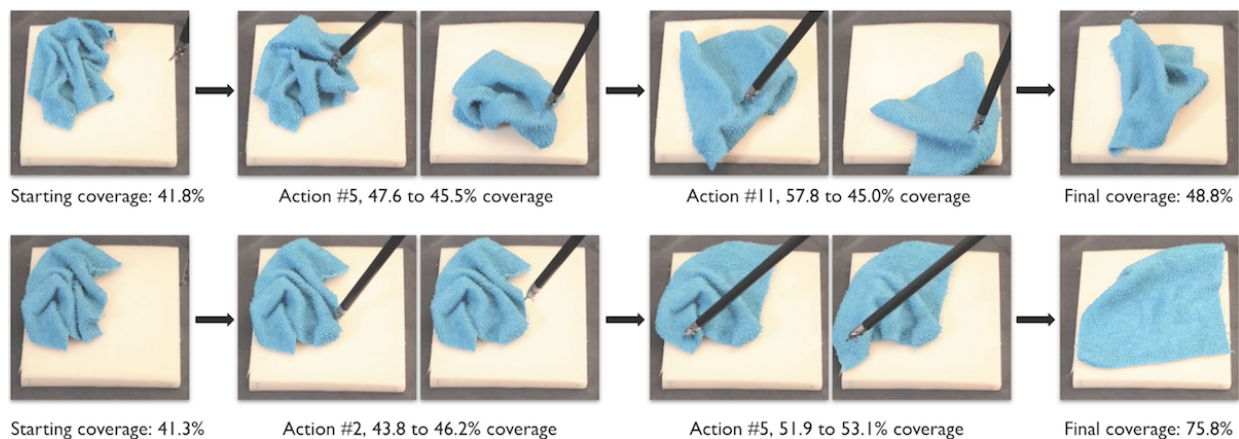 Starting coverage: 41.8%
Action #5, 47.6 to 45.5% coverage
Action #11, 57.8 to 45.0% coverage
Final coverage: 48.8%
Starting coverage: 41.3%
Action #2, 43.8 to 46.2% coverage
Action #5, 51.9 to 53.1% coverage
Final coverage: 75.8%